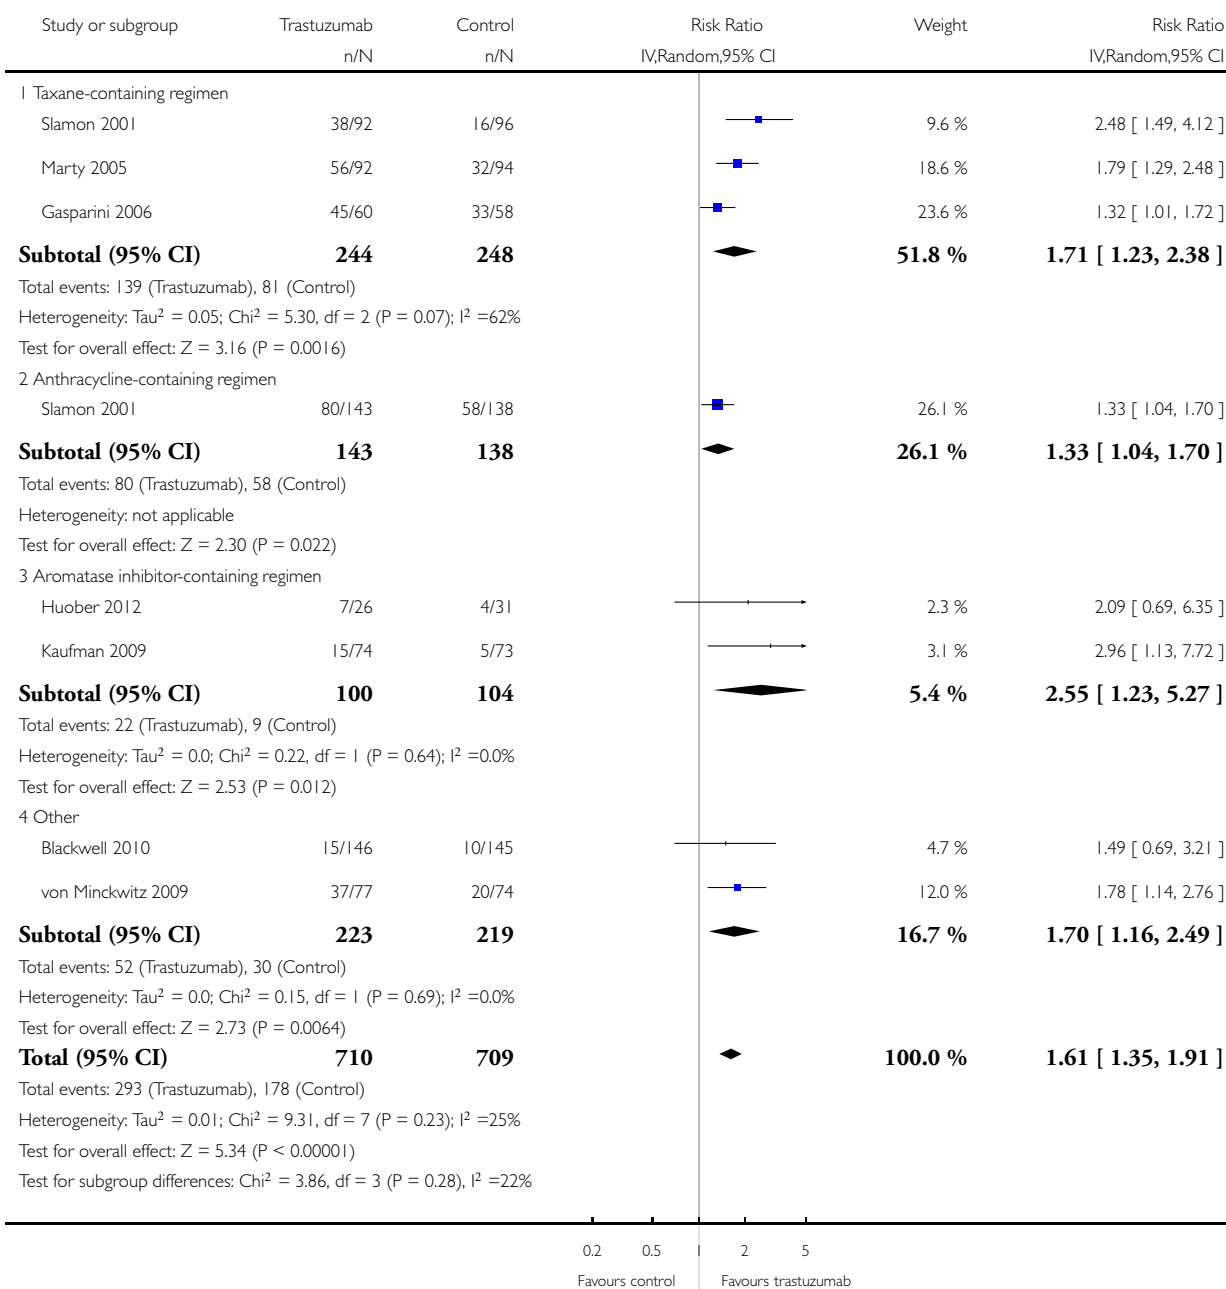 Study or subgroup Trastuzumab Control Risk Ratio Weight Risk Ratio
n/N n/N IV,Random,95% CI IV,Random,95% CI
1 Taxane-containing regimen
Slamon 2001 38/92 16/96 9.6 % 2.48 [ 1.49, 4.12 ]
Marty 2005 56/92 32/94 18.6 % 1.79 [ 1.29, 2.48 ]
Gasparini 2006 45/60 33/58 23.6 % 1.32 [ 1.01, 1.72 ]
Subtotal (95% CI) 244 248 51.8 % 1.71 [ 1.23, 2.38 ]
Total events: 139 (Trastuzumab), 81 (Control)
Heterogeneity: Tau² = 0.05; Chi² = 5.30, df = 2 (P = 0.07); I² =62%
Test for overall effect: Z = 3.16 (P = 0.0016)
2 Anthracycline-containing regimen
Slamon 2001 80/143 58/138 26.1 % 1.33 [ 1.04, 1.70 ]
Subtotal (95% CI) 143 138 26.1 % 1.33 [ 1.04, 1.70 ]
Total events: 80 (Trastuzumab), 58 (Control)
Heterogeneity: not applicable
Test for overall effect: Z = 2.30 (P = 0.022)
3 Aromatase inhibitor-containing regimen
Huober 2012 7/26 4/31 2.3 % 2.09 [ 0.69, 6.35 ]
Kaufman 2009 15/74 5/73 3.1 % 2.96 [ 1.13, 7.72 ]
Subtotal (95% CI) 100 104 5.4 % 2.55 [ 1.23, 5.27 ]
Total events: 22 (Trastuzumab), 9 (Control)
Heterogeneity: Tau² = 0.0; Chi² = 0.22, df = 1 (P = 0.64); I² =0.0%
Test for overall effect: Z = 2.53 (P = 0.012)
4 Other
Blackwell 2010 15/146 10/145 4.7 % 1.49 [ 0.69, 3.21 ]
von Minckwitz 2009 37/77 20/74 12.0 % 1.78 [ 1.14, 2.76 ]
Subtotal (95% CI) 223 219 16.7 % 1.70 [ 1.16, 2.49 ]
Total events: 52 (Trastuzumab), 30 (Control)
Heterogeneity: Tau² = 0.0; Chi² = 0.15, df = 1 (P = 0.69); I² =0.0%
Test for overall effect: Z = 2.73 (P = 0.0064)
Total (95% CI) 710 709 100.0 % 1.61 [ 1.35, 1.91 ]
Total events: 293 (Trastuzumab), 178 (Control)
Heterogeneity: Tau² = 0.01; Chi² = 9.31, df = 7 (P = 0.23); I² =25%
Test for overall effect: Z = 5.34 (P < 0.00001)
Test for subgroup differences: Chi² = 3.86, df = 3 (P = 0.28), I² =22%
0.2 0.5 1 2 5
Favours control Favours trastuzumab